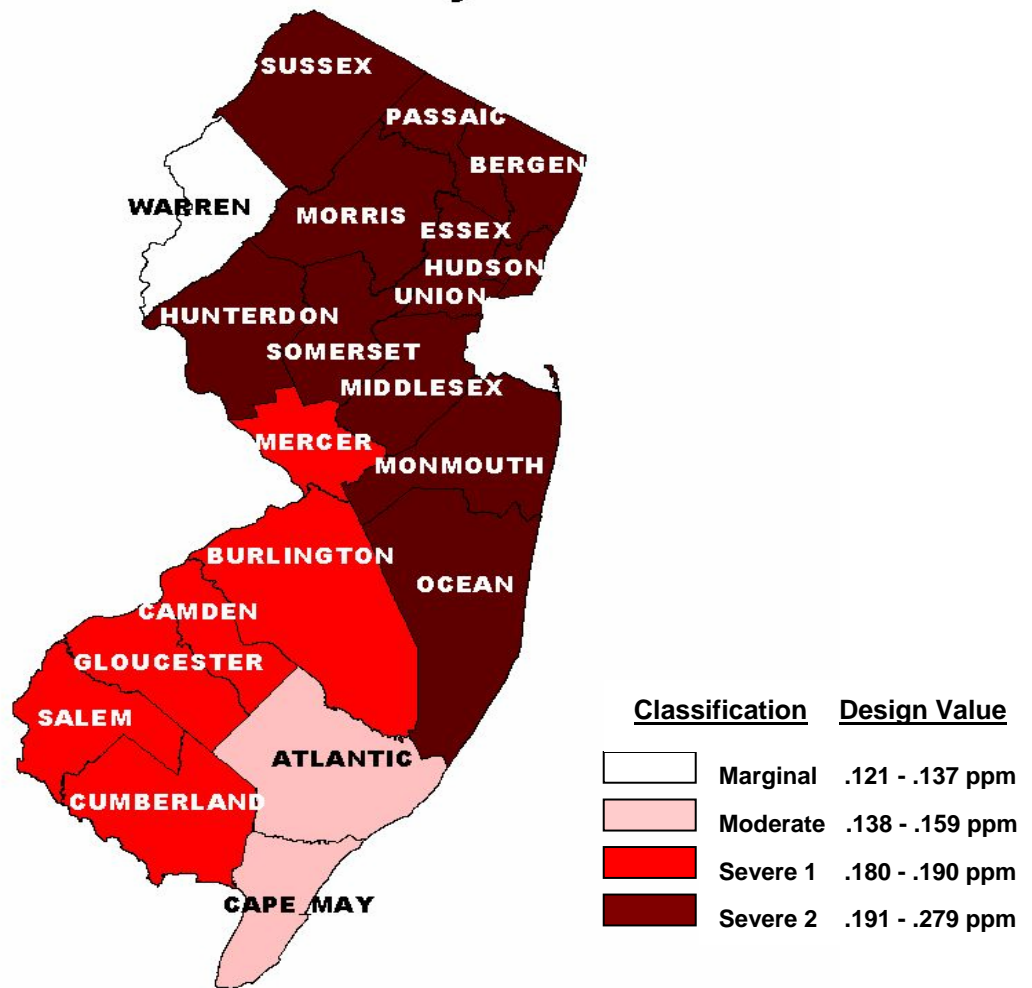 SUSSEX
PASSAIC
BERGEN
WARREN
MORRIS
ESSEX
HUDSON
UNION
HUNTERDON
SOMERSET
MIDDLESEX
MERCER
MONMOUTH
BURLINGTON
OCEAN
CAMDEN
GLOUCESTER
SALEM
ATLANTIC
CUMBERLAND
CAPE MAY
Classification Design Value
Marginal .121 - .137 ppm
Moderate .138 - .159 ppm
Severe 1 .180 - .190 ppm
Severe 2 .191 - .279 ppm